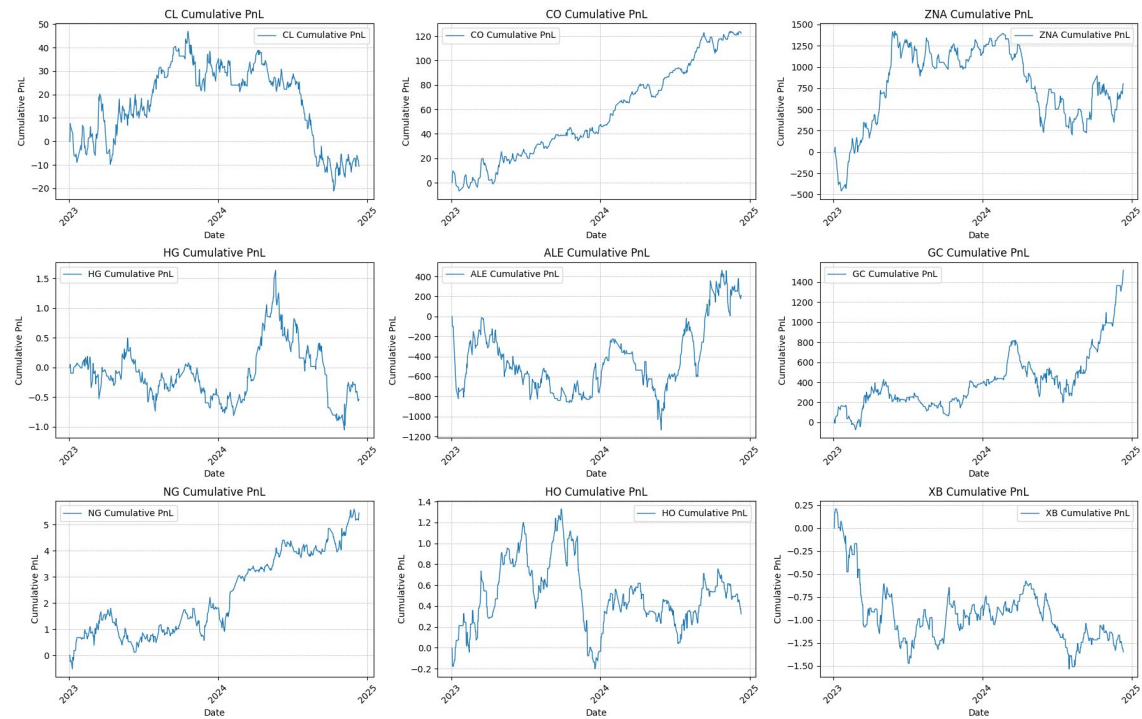 CL Cumulative PnL
CL Cumulative PnL
Cumulative PnL
50
40
30
20
10
0
−10
−20
2023
2024
2025
Date
CO Cumulative PnL
CO Cumulative PnL
Cumulative PnL
120
100
80
60
40
20
0
2023
2024
2025
Date
ZNA Cumulative PnL
ZNA Cumulative PnL
Cumulative PnL
1500
1250
1000
750
500
250
0
−250
−500
2023
2024
2025
Date
HG Cumulative PnL
HG Cumulative PnL
Cumulative PnL
1.5
1.0
0.5
0.0
−0.5
−1.0
2023
2024
2025
Date
ALE Cumulative PnL
ALE Cumulative PnL
Cumulative PnL
400
200
0
−200
−400
−600
−800
−1000
−1200
2023
2024
2025
Date
GC Cumulative PnL
GC Cumulative PnL
Cumulative PnL
1400
1200
1000
800
600
400
200
0
2023
2024
2025
Date
NG Cumulative PnL
NG Cumulative PnL
Cumulative PnL
5
4
3
2
1
0
2023
2024
2025
Date
HO Cumulative PnL
HO Cumulative PnL
Cumulative PnL
1.4
1.2
1.0
0.8
0.6
0.4
0.2
0.0
−0.2
2023
2024
2025
Date
XB Cumulative PnL
XB Cumulative PnL
Cumulative PnL
0.25
0.00
−0.25
−0.50
−0.75
−1.00
−1.25
−1.50
2023
2024
2025
Date